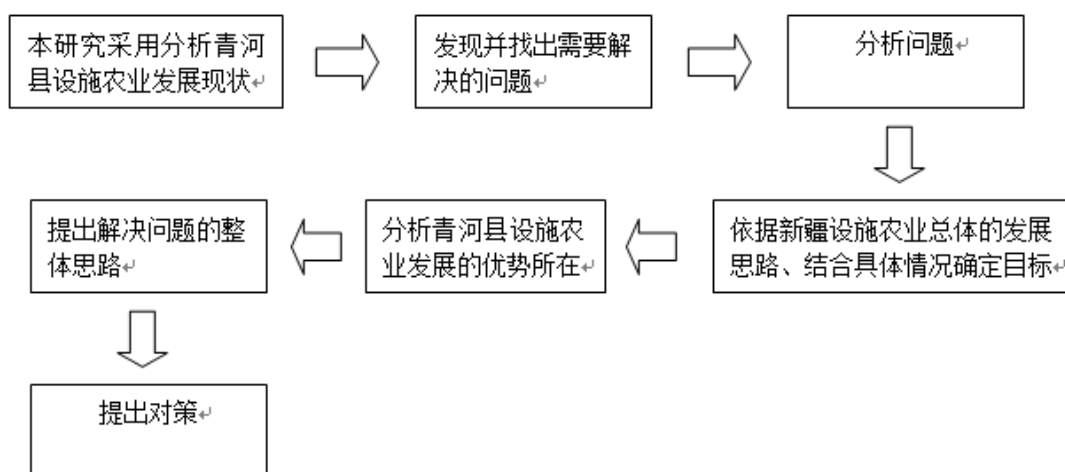 本研究采用分析青河
县设施农业发展现状
发现并找出需要解
决的问题
分析问题
依据新疆设施农业总体的发展
思路、结合具体情况确定目标
分析青河县设施农
业发展的优势所在
提出解决问题的整
体思路
提出对策